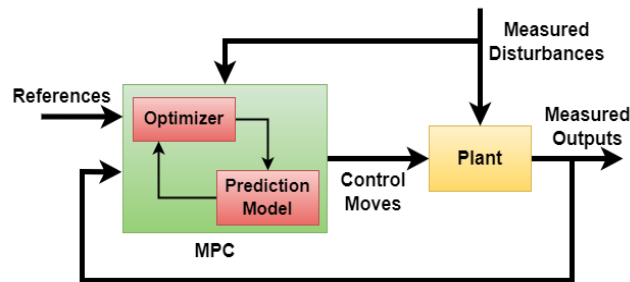 Measured
Disturbances
References
Optimizer
Prediction
Model
MPC
Control
Moves
Plant
Measured
Outputs